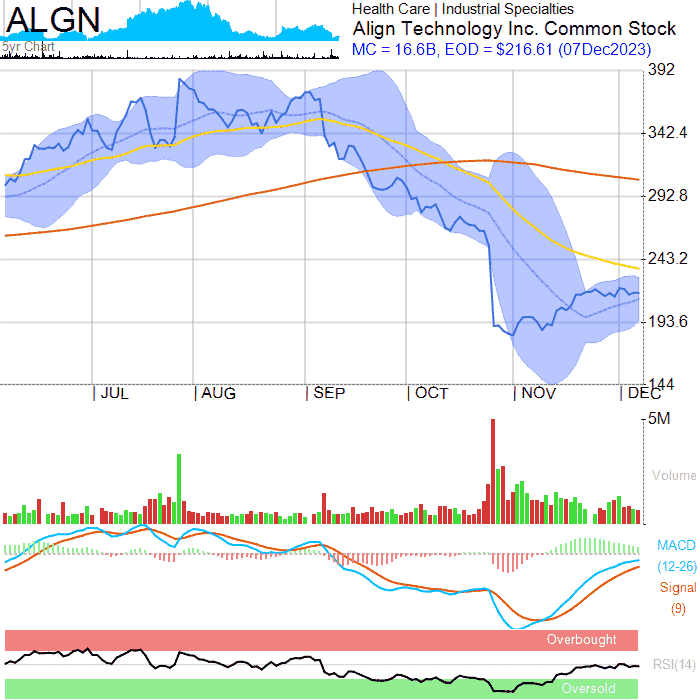 ALGN
5yr Chart
Health Care | Industrial Specialties
Align Technology Inc. Common Stock
MC = 16.6B, EOD = $216.61 (07Dec2023)
392
342.4
292.8
243.2
193.6
144
JUL AUG SEP OCT NOV DEC
5M
Volume
MACD
(12-26)
Signal
(9)
Overbought
RSI(14)
Oversold